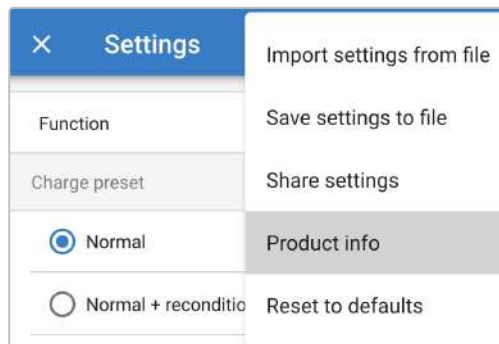 Settings
Function
Charge preset
Normal
Normal + reconditio
Import settings from file
Save settings to file
Share settings
Product info
Reset to defaults